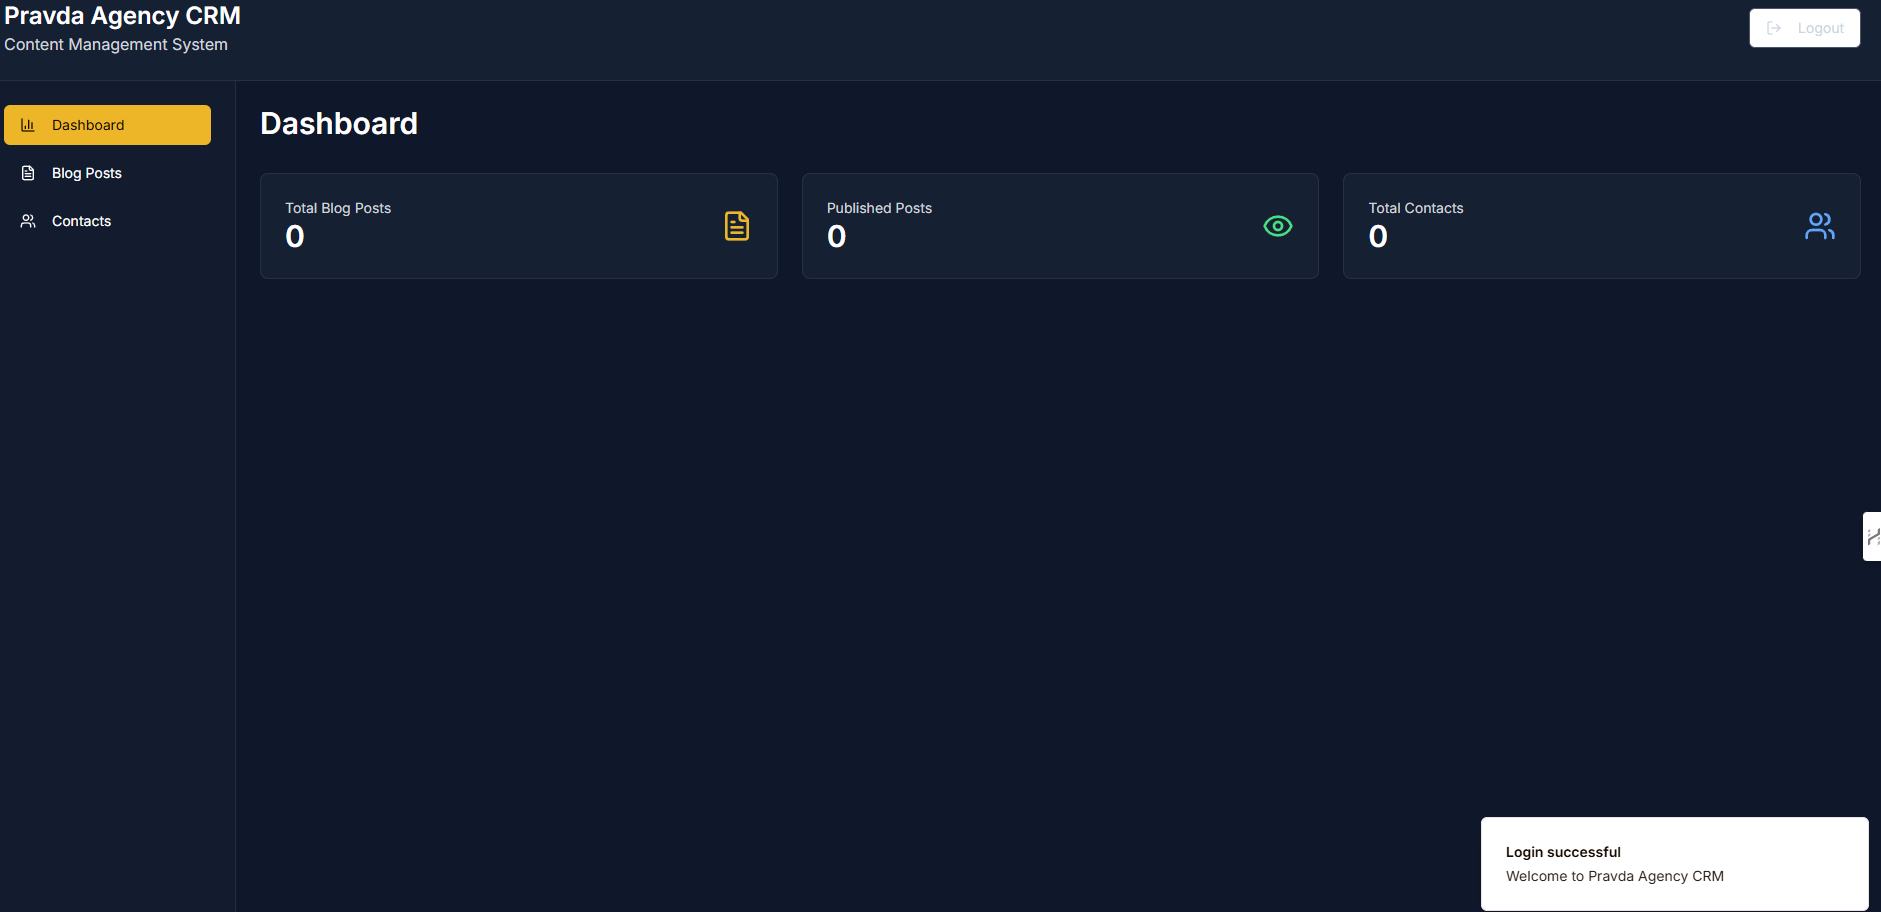 Pravda Agency CRM
Content Management System
Logout
Dashboard
Blog Posts
Contacts
Dashboard
Total Blog Posts
0
Published Posts
0
Total Contacts
0
Login successful
Welcome to Pravda Agency CRM